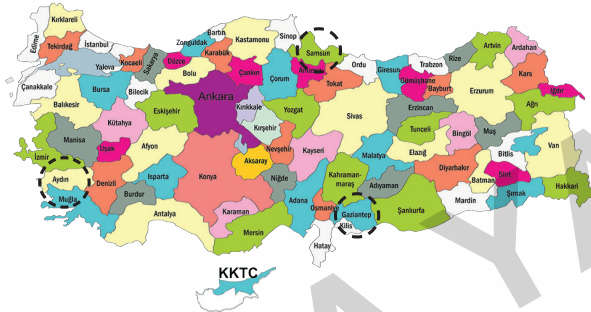 Kırklareli
Edirne
Tekirdağ
İstanbul
Yalova
Kocaeli
Sakarya
Düzce
Zonguldak
Bartın
Karabük
Kastamonu
Sinop
Samsun
Çanakkale
Balıkesir
Bursa
Bilecik
Bolu
Çankırı
Çorum
Amasya
Tokat
Ordu
Giresun
Gümüşhane
Trabzon
Bayburt
Rize
Artvin
Ardahan
Kars
Iğdır
Ağrı
Erzurum
Erzincan
Kütahya
Eskişehir
Ankara
Kırıkkale
Kırşehir
Yozgat
Sivas
Tunceli
Bingöl
Muş
Van
Bitlis
İzmir
Manisa
Uşak
Afyon
Konya
Aksaray
Nevşehir
Kayseri
Malatya
Elazığ
Diyarbakır
Batman
Siirt
Şırnak
Hakkari
Aydın
Muğla
Denizli
Burdur
Isparta
Antalya
Karaman
Niğde
Mersin
Adana
Kahraman-
maraş
Osmaniye
Adıyaman
Gaziantep
Kilis
Şanlıurfa
Mardin
Hatay
KKTC